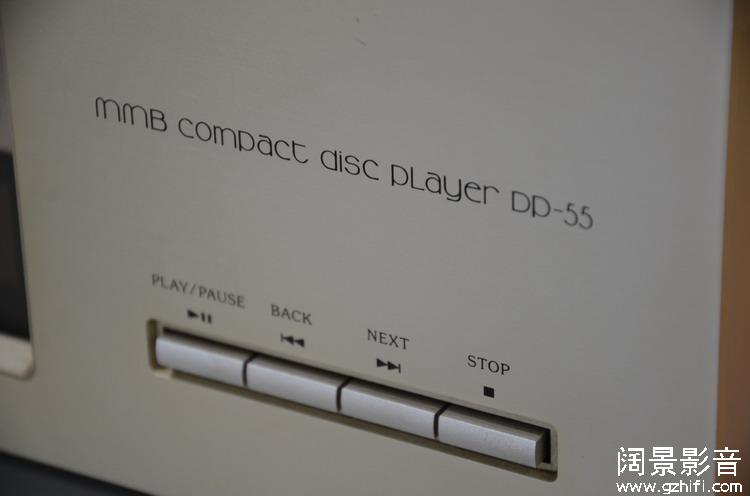 mmB compact disc player DP-55
PLAY/PAUSE BACK NEXT STOP
阔景影音
www.gzhifi.com